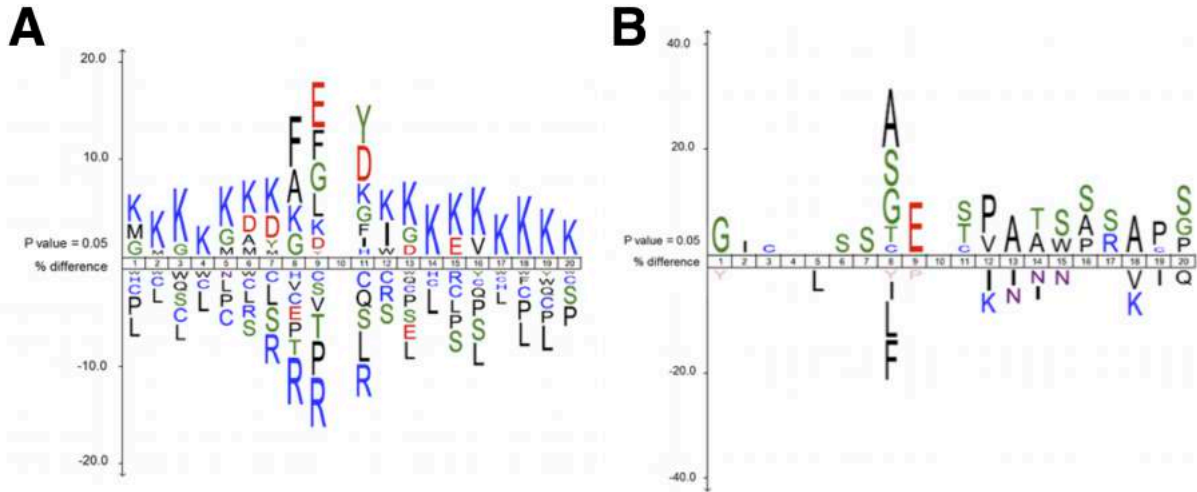 A
20.0
10.0
P value = 0.05
% difference
-10.0
-20.0
1 2 3 4 5 6 7 8 9 10 11 12 13 14 15 16 17 18 19 20
K M G
K
K G
K
K G M
K D A M
K D Y
F A K G
E F G L K D
Y D K G F I H
K I W
K G D
K
K E
K V
K
K
K
K
P L
C L
W Q S C L
C L
N L P C
W C L R S
C L S R
H V C E P T R
C S V T P R
C Q S L R
C R S
C P S E L
H L
R C L P S
Y C Q P S L
L
F C P L
C P L
C S P
B
40.0
20.0
P value = 0.05
% difference
-20.0
-40.0
1 2 3 4 5 6 7 8 9 10 11 12 13 14 15 16 17 18 19 20
G
I
C
S
S
A S G T C
E
S T C
P V
A
T A
S W
S A P
S R
A
P S
S G P
Y
L
Y I L F
P
I K
I N
N I
N
V K
I
Q